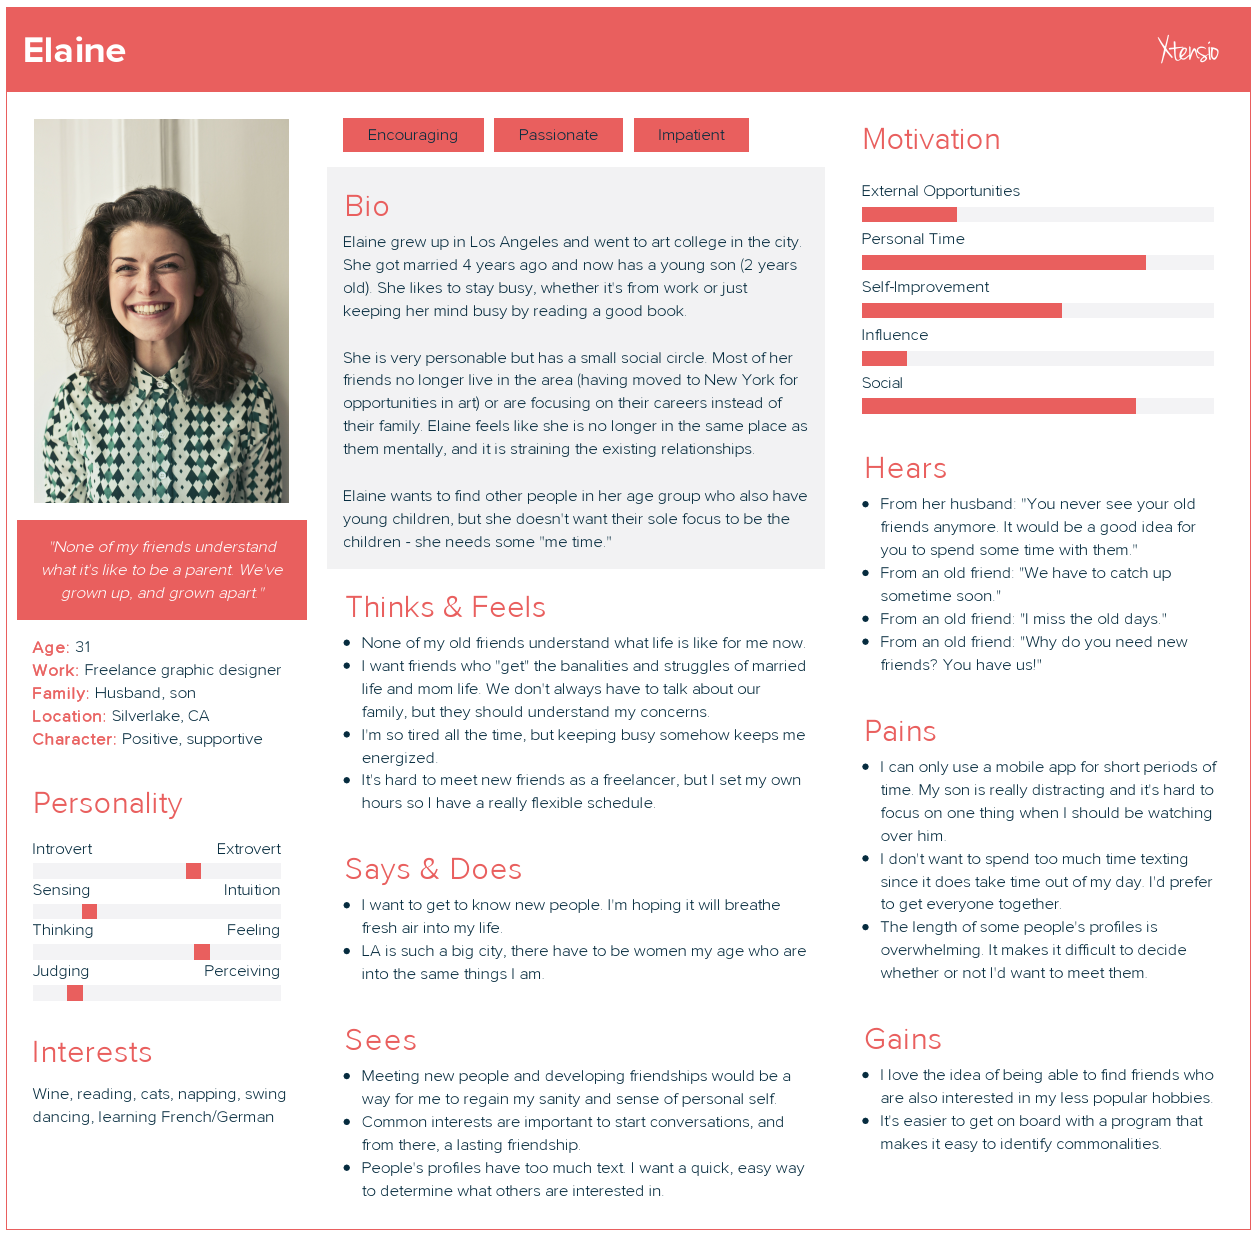 Elaine
Xtensio
"None of my friends understand
what it's like to be a parent. We've
grown up, and grown apart."
Age: 31
Work: Freelance graphic designer
Family: Husband, son
Location: Silverlake, CA
Character: Positive, supportive
Personality
Introvert Extrovert
Sensing Intuition
Thinking Feeling
Judging Perceiving
Interests
Wine, reading, cats, napping, swing
dancing, learning French/German
Encouraging Passionate Impatient
Bio
Elaine grew up in Los Angeles and went to art college in the city.
She got married 4 years ago and now has a young son (2 years
old). She likes to stay busy, whether it's from work or just
keeping her mind busy by reading a good book.
She is very personable but has a small social circle. Most of her
friends no longer live in the area (having moved to New York for
opportunities in art) or are focusing on their careers instead of
their family. Elaine feels like she is no longer in the same place as
them mentally, and it is straining the existing relationships.
Elaine wants to find other people in her age group who also have
young children, but she doesn't want their sole focus to be the
children - she needs some "me time."
Thinks & Feels
• None of my old friends understand what life is like for me now.
• I want friends who "get" the banalities and struggles of married
life and mom life. We don't always have to talk about our
family, but they should understand my concerns.
• I'm so tired all the time, but keeping busy somehow keeps me
energized.
• It's hard to meet new friends as a freelancer, but I set my own
hours so I have a really flexible schedule.
Says & Does
• I want to get to know new people. I'm hoping it will breathe
fresh air into my life.
• LA is such a big city, there have to be women my age who are
into the same things I am.
Sees
• Meeting new people and developing friendships would be a
way for me to regain my sanity and sense of personal self.
• Common interests are important to start conversations, and
from there, a lasting friendship.
• People's profiles have too much text. I want a quick, easy way
to determine what others are interested in.
Motivation
External Opportunities
Personal Time
Self-Improvement
Influence
Social
Hears
• From her husband: "You never see your old
friends anymore. It would be a good idea for
you to spend some time with them."
• From an old friend: "We have to catch up
sometime soon."
• From an old friend: "I miss the old days."
• From an old friend: "Why do you need new
friends? You have us!"
Pains
• I can only use a mobile app for short periods of
time. My son is really distracting and it's hard to
focus on one thing when I should be watching
over him.
• I don't want to spend too much time texting
since it does take time out of my day. I'd prefer
to get everyone together.
• The length of some people's profiles is
overwhelming. It makes it difficult to decide
whether or not I'd want to meet them.
Gains
• I love the idea of being able to find friends who
are also interested in my less popular hobbies.
• It's easier to get on board with a program that
makes it easy to identify commonalities.